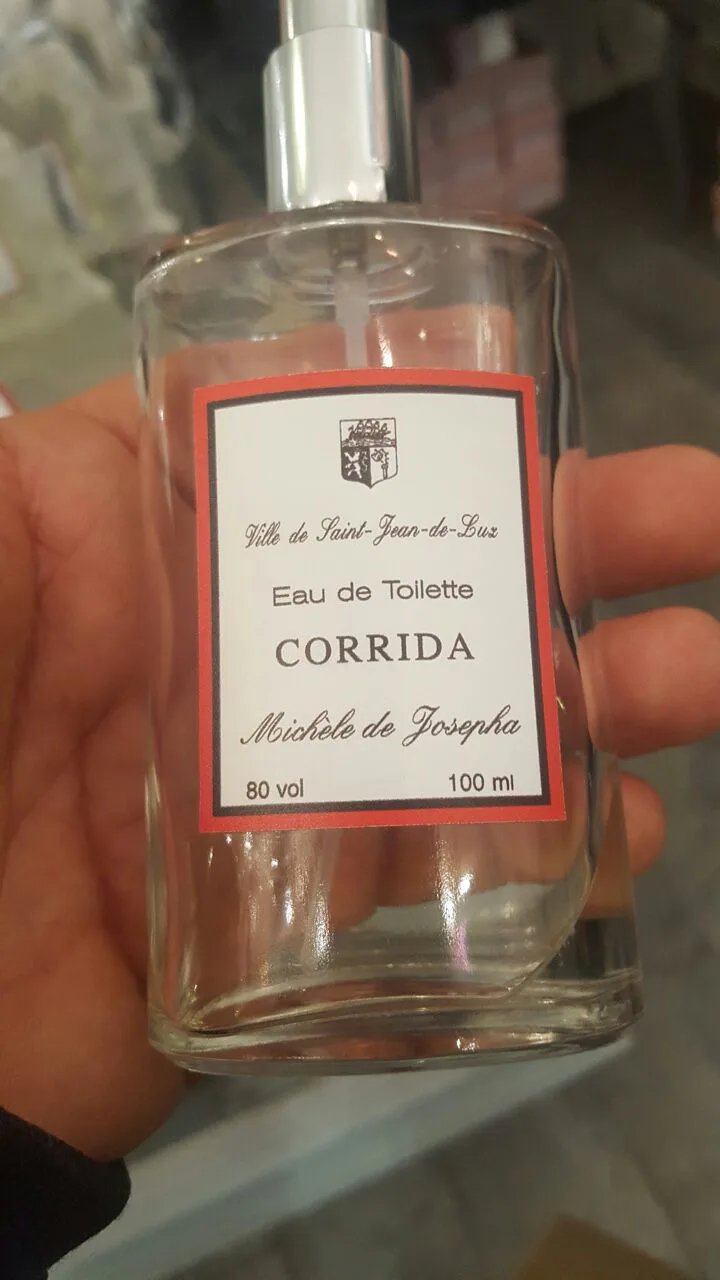 Ville de Saint-Jean-de-Luz
Eau de Toilette
CORRIDA
Michèle de Josepha
80 vol 100 ml